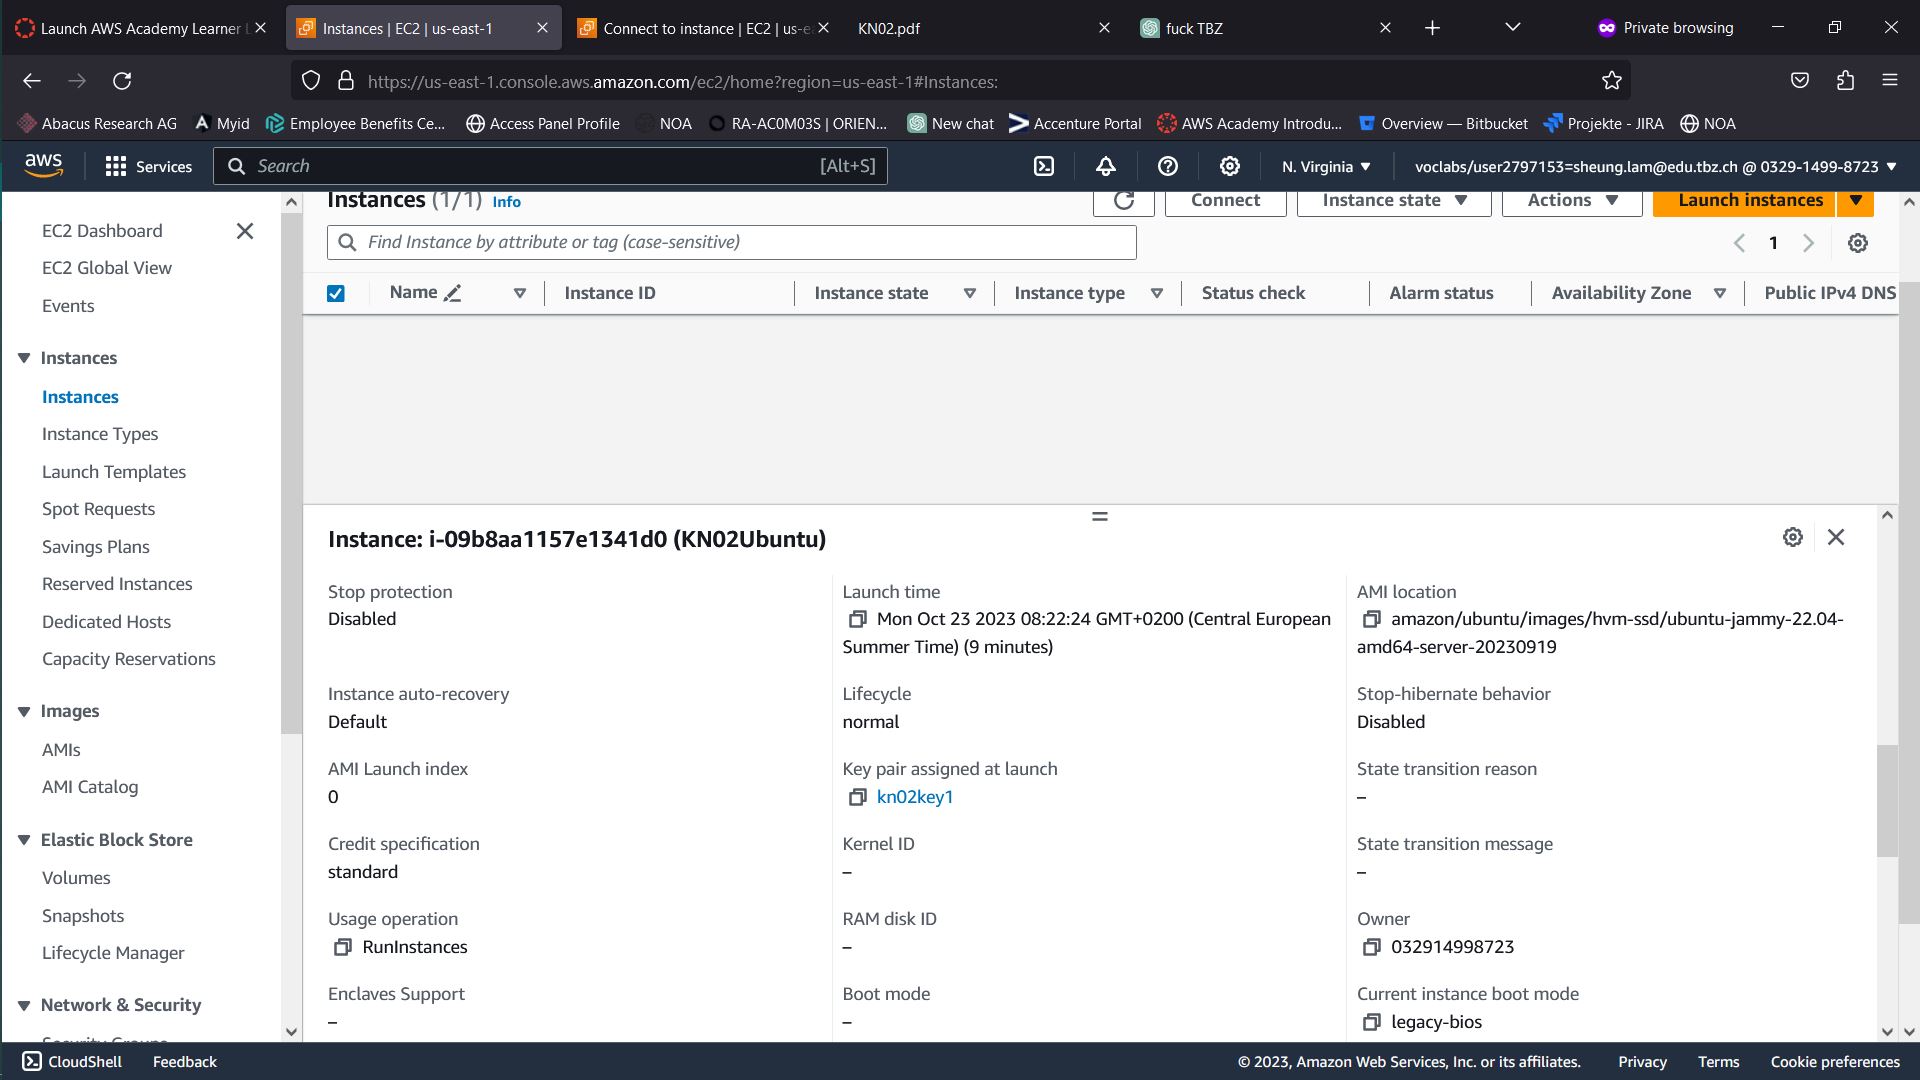 Launch AWS Academy Learner L
Instances | EC2 | us-east-1
Connect to instance | EC2 | us-ea
KN02.pdf
fuck TBZ
Private browsing
https://us-east-1.console.aws.amazon.com/ec2/home?region=us-east-1#Instances:
Abacus Research AG
Myid
Employee Benefits Ce...
Access Panel Profile
NOA
RA-AC0M03S | ORIEN...
New chat
Accenture Portal
AWS Academy Introdu...
Overview — Bitbucket
Projekte - JIRA
NOA
aws
Services
Search
[Alt+S]
N. Virginia
voclabs/user2797153=sheung.lam@edu.tbz.ch @ 0329-1499-8723
EC2 Dashboard
EC2 Global View
Events
Instances
Instances
Instance Types
Launch Templates
Spot Requests
Savings Plans
Reserved Instances
Dedicated Hosts
Capacity Reservations
Images
AMIs
AMI Catalog
Elastic Block Store
Volumes
Snapshots
Lifecycle Manager
Network & Security
Security Groups
Instances (1/1) Info
Connect
Instance state
Actions
Launch instances
Find Instance by attribute or tag (case-sensitive)
1
Name
Instance ID
Instance state
Instance type
Status check
Alarm status
Availability Zone
Public IPv4 DNS
Instance: i-09b8aa1157e1341d0 (KN02Ubuntu)
Stop protection
Disabled
Launch time
Mon Oct 23 2023 08:22:24 GMT+0200 (Central European
Summer Time) (9 minutes)
AMI location
amazon/ubuntu/images/hvm-ssd/ubuntu-jammy-22.04-
amd64-server-20230919
Instance auto-recovery
Default
Lifecycle
normal
Stop-hibernate behavior
Disabled
AMI Launch index
0
Key pair assigned at launch
kn02key1
State transition reason
–
Credit specification
standard
Kernel ID
–
State transition message
–
Usage operation
RunInstances
RAM disk ID
–
Owner
032914998723
Enclaves Support
–
Boot mode
–
Current instance boot mode
legacy-bios
CloudShell
Feedback
© 2023, Amazon Web Services, Inc. or its affiliates.
Privacy
Terms
Cookie preferences